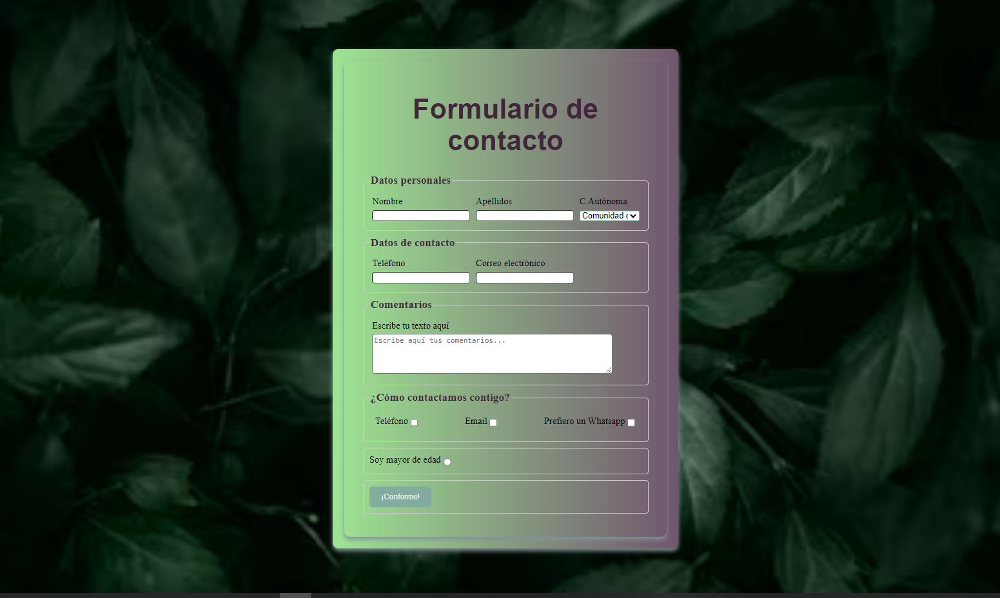 Formulario de
contacto
Datos personales
Nombre Apellidos C.Autónoma
Comunidad
Datos de contacto
Teléfono Correo electrónico
Comentarios
Escribe tu texto aquí
Escribe aquí tus comentarios...
¿Cómo contactamos contigo?
Teléfono Email Prefiero un Whatsapp
Soy mayor de edad
¡Conforme!